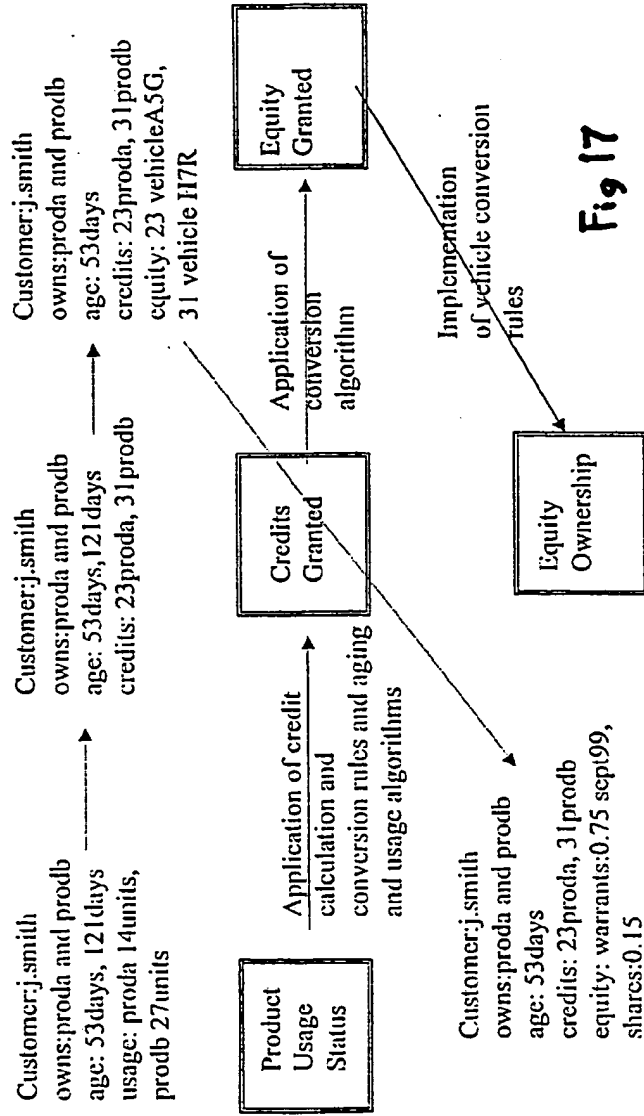 Customer:j.smith
owns:proda and prodb
age: 53days, 121days
usage: proda 14units,
prodb 27units
Customer:j.smith
owns:proda and prodb
age: 53days,121days
credits: 23proda, 31prodb
Customer:j.smith
owns:proda and prodb
age: 53days
credits: 23proda, 31prodb
equity: 23 vehicleA5G,
31 vehicle H7R
Product
Usage
Status
Application of credit
calculation and
conversion rules and aging
and usage algorithms
Credits
Granted
Application of
conversion
algorithm
Equity
Granted
Implementation
of vehicle conversion
rules
Equity
Ownership
Customer:j.smith
owns:proda and prodb
age: 53days
credits: 23proda, 31prodb
equity: warrants:0.75 sept99,
shares:0.15
Fig 17